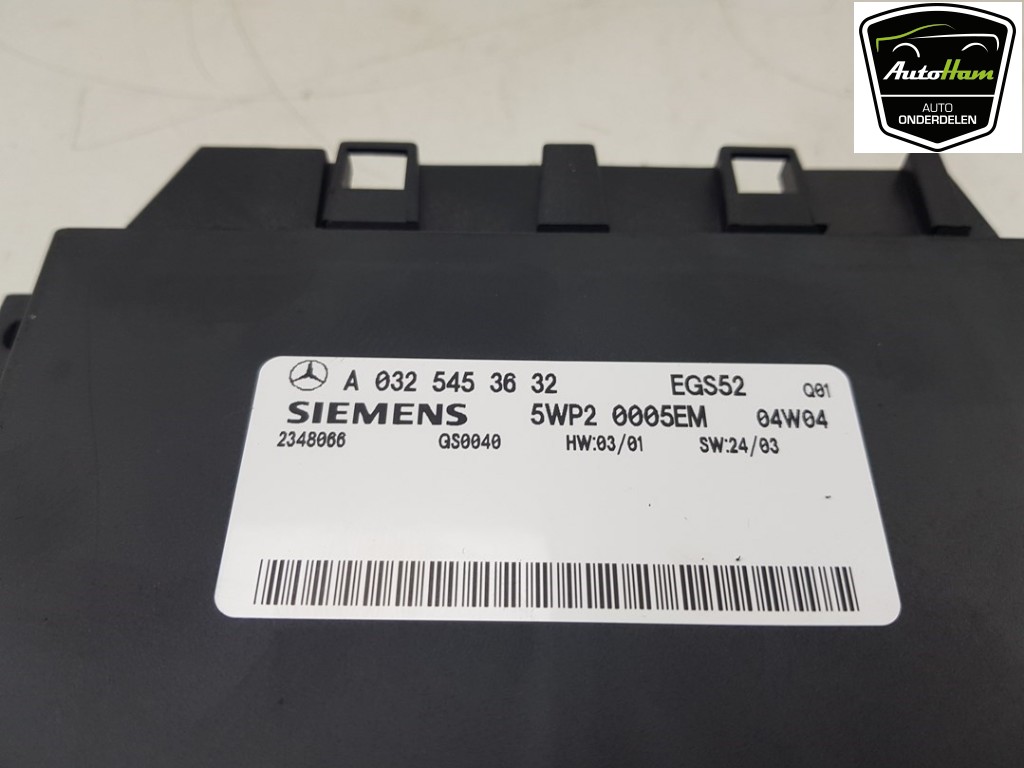 AutoHam
AUTO
ONDERDELEN
A 032 545 36 32 EGS52 Q01
SIEMENS 5WP2 0005EM 04W04
2348066 QS0040 HW:03/01 SW:24/03